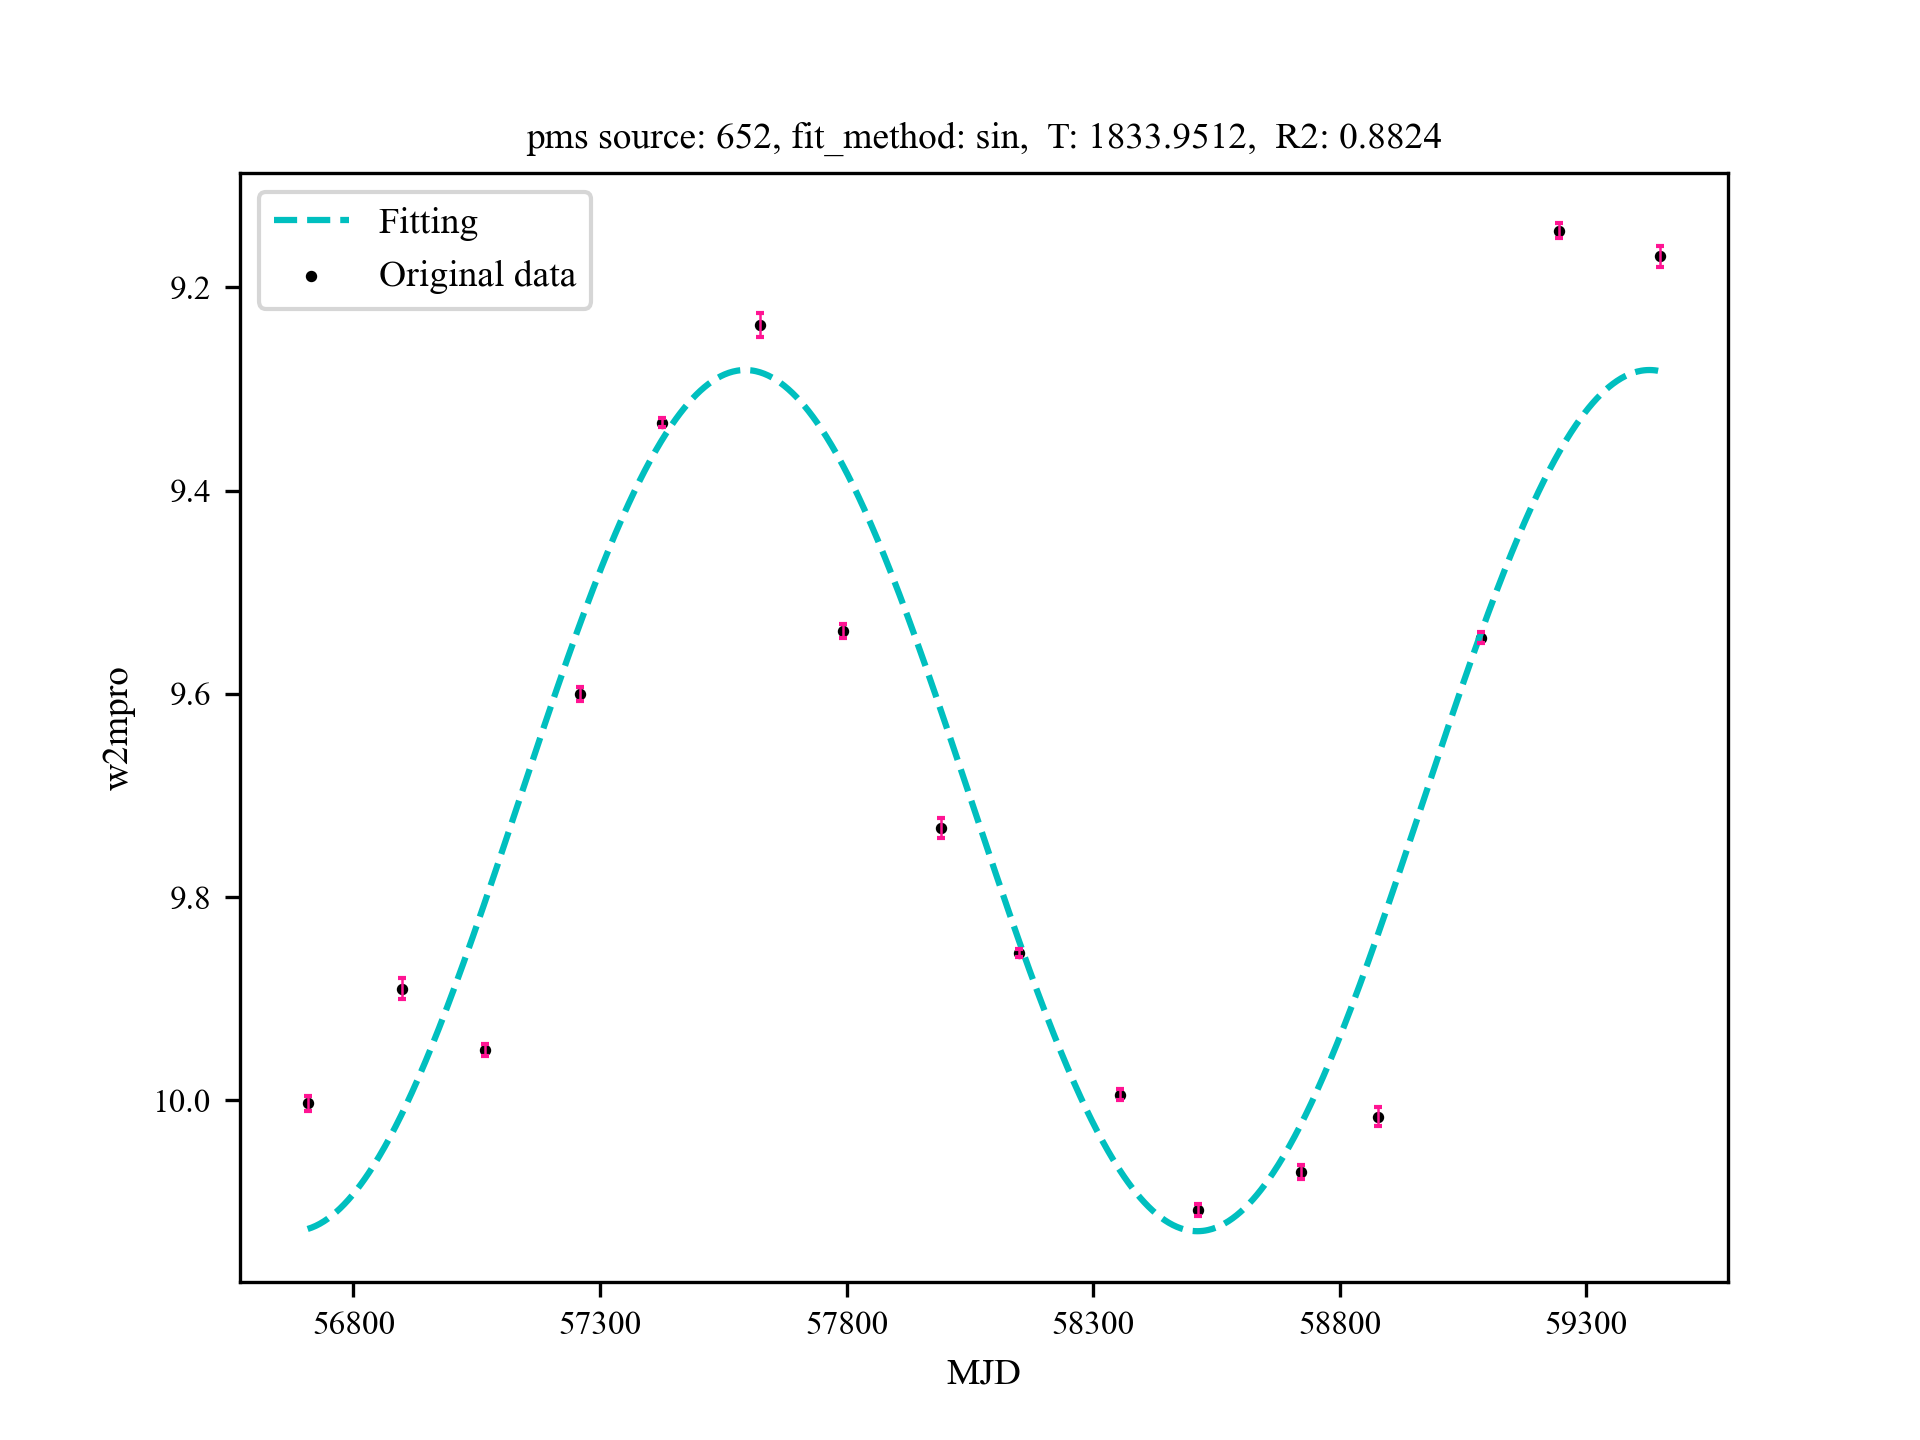 pms source: 652, fit_method: sin,  T: 1833.9512,  R2: 0.8824
Fitting
Original data
9.2
9.4
9.6
9.8
10.0
w2mpro
56800 57300 57800 58300 58800 59300
MJD